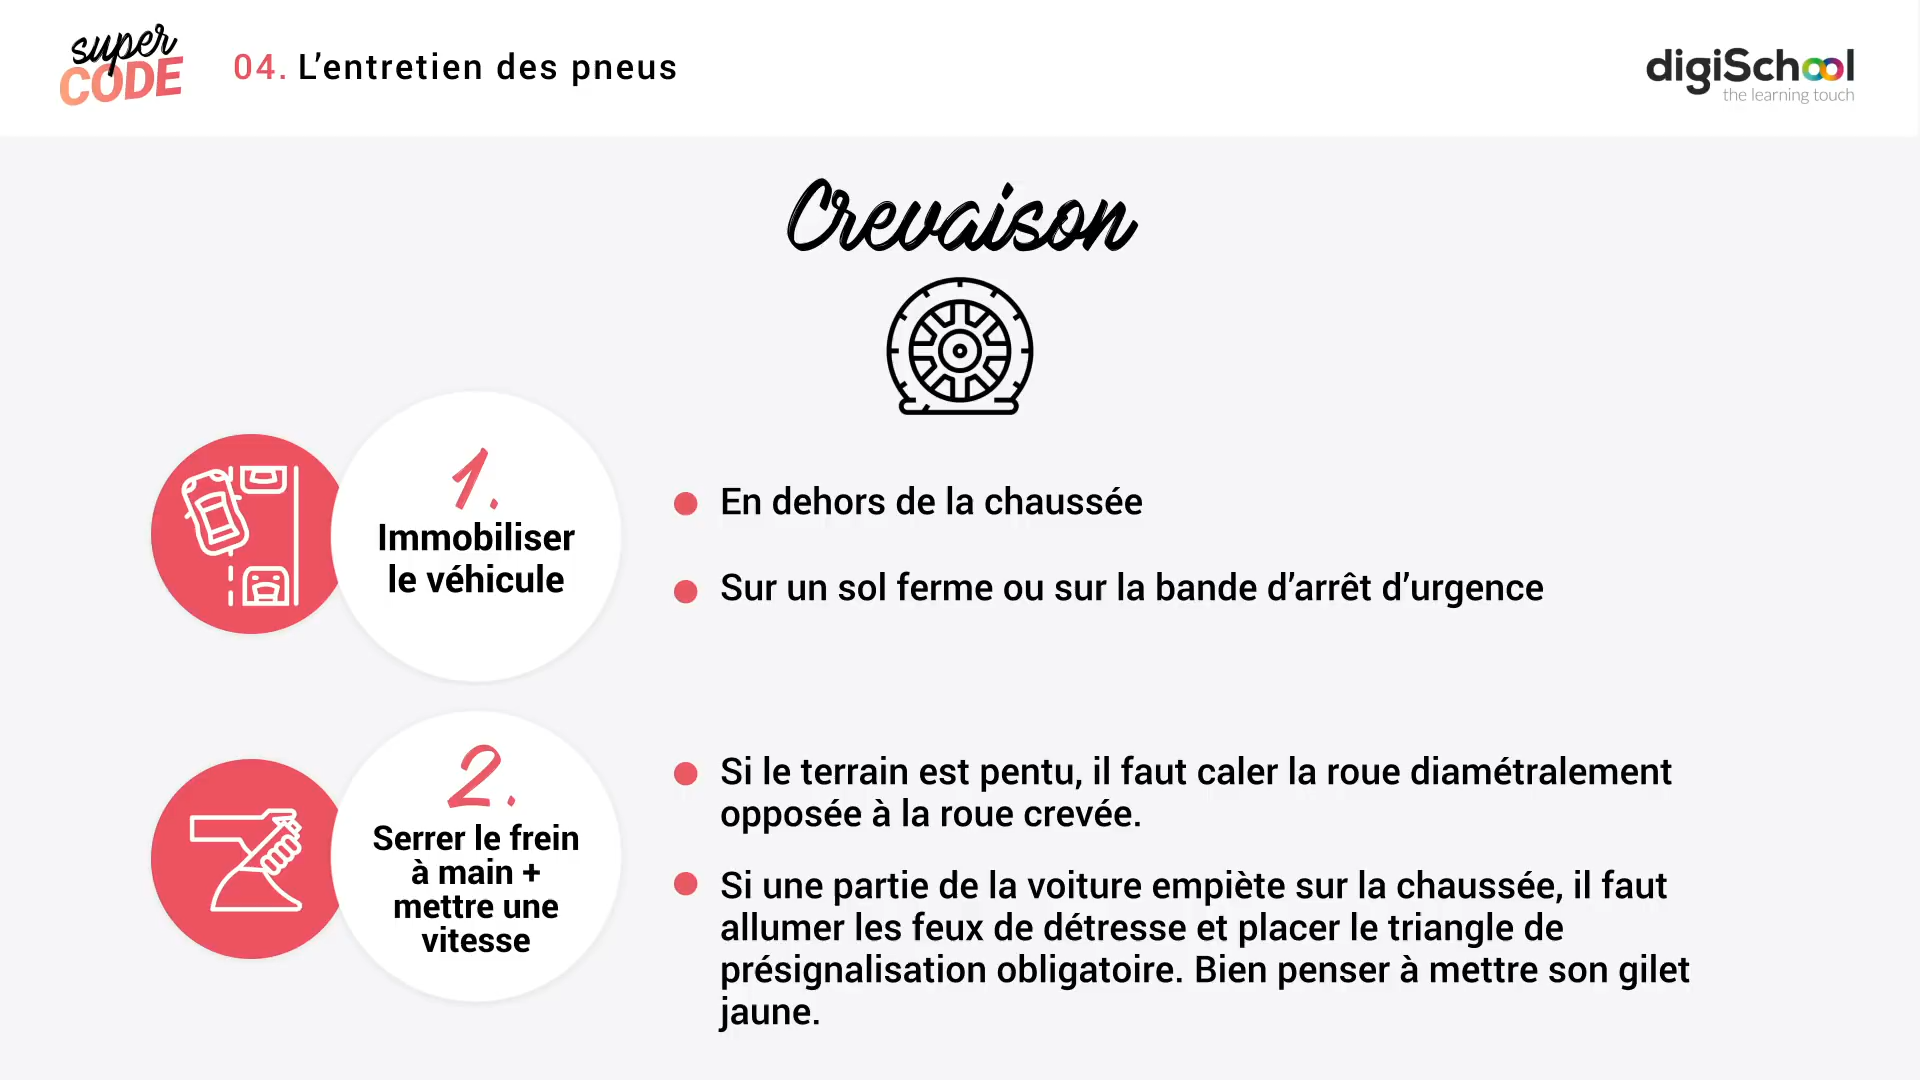 super
CODE
04. L’entretien des pneus
digiSchool
the learning touch
Crevaison
1.
Immobiliser
le véhicule
En dehors de la chaussée
Sur un sol ferme ou sur la bande d’arrêt d’urgence
2.
Serrer le frein
à main +
mettre une
vitesse
Si le terrain est pentu, il faut caler la roue diamétralement
opposée à la roue crevée.
Si une partie de la voiture empiète sur la chaussée, il faut
allumer les feux de détresse et placer le triangle de
présignalisation obligatoire. Bien penser à mettre son gilet
jaune.